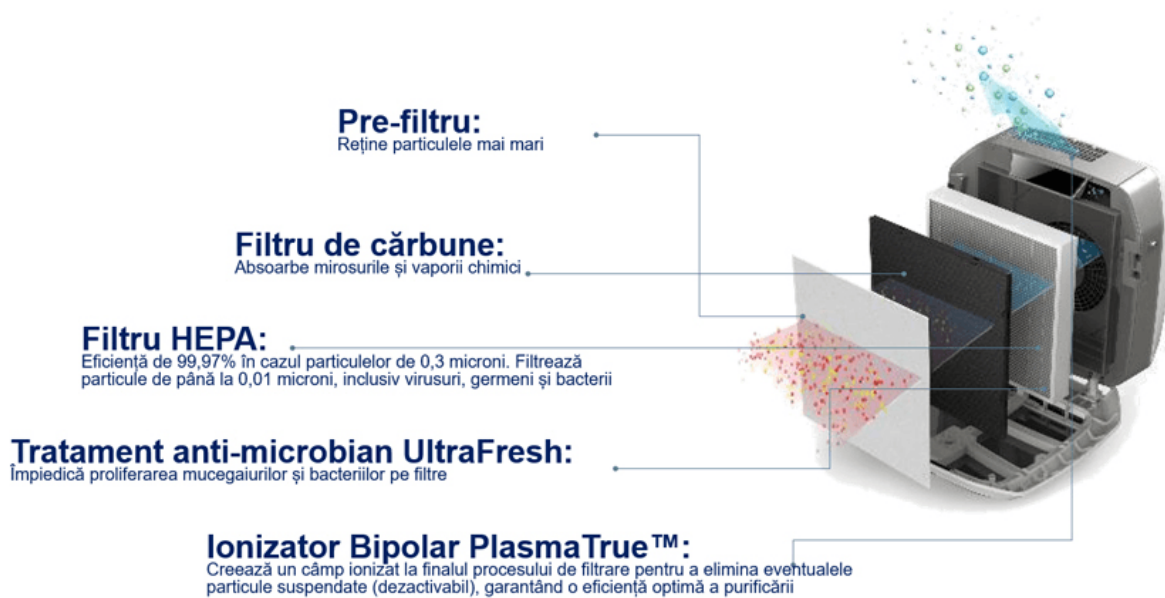 Pre-filtru:
Reține particulele mai mari
Filtru de cărbune:
Absoarbe mirosurile și vaporii chimici
Filtru HEPA:
Eficiență de 99,97% în cazul particulelor de 0,3 microni. Filtrează
particule de până la 0,01 microni, inclusiv virusuri, germeni și bacterii
Tratament anti-microbian UltraFresh:
Împiedică proliferarea mucegaiurilor și bacteriilor pe filtre
Ionizator Bipolar PlasmaTrue™:
Creează un câmp ionizat la finalul procesului de filtrare pentru a elimina eventualele
particule suspendate (dezactivabil), garantând o eficiență optimă a purificării